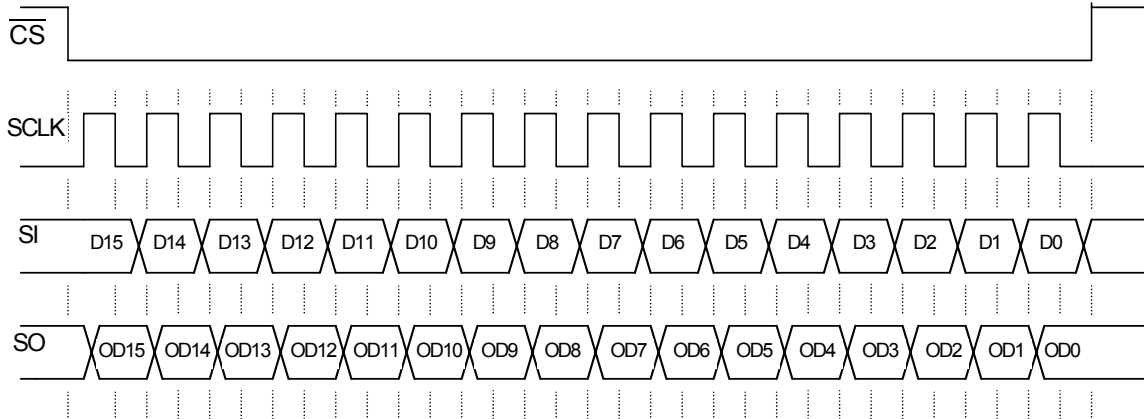 CS
SCLK
SI D15 D14 D13 D12 D11 D10 D9 D8 D7 D6 D5 D4 D3 D2 D1 D0
SO OD15 OD14 OD13 OD12 OD11 OD10 OD9 OD8 OD7 OD6 OD5 OD4 OD3 OD2 OD1 OD0